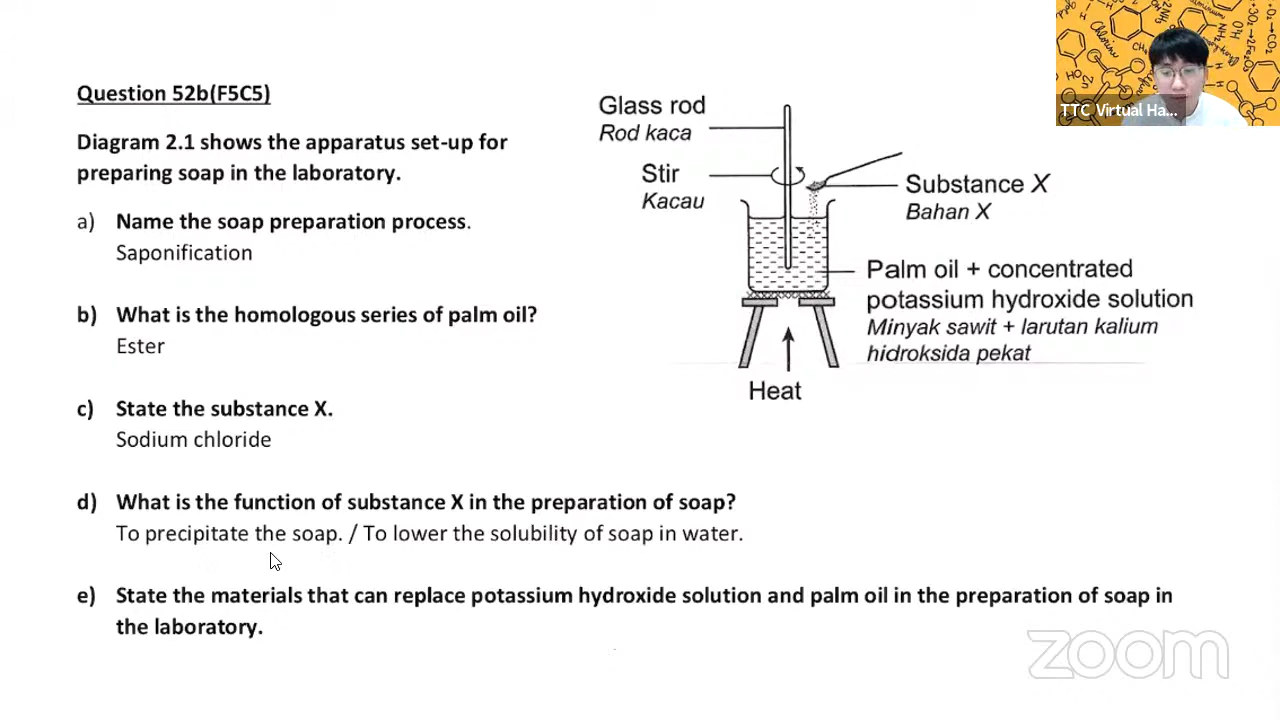 Question 52b(F5C5)
Diagram 2.1 shows the apparatus set-up for
preparing soap in the laboratory.
a) Name the soap preparation process.
Saponification
b) What is the homologous series of palm oil?
Ester
c) State the substance X.
Sodium chloride
d) What is the function of substance X in the preparation of soap?
To precipitate the soap. / To lower the solubility of soap in water.
e) State the materials that can replace potassium hydroxide solution and palm oil in the preparation of soap in
the laboratory.
Glass rod
Rod kaca
Stir
Kacau
Substance X
Bahan X
Palm oil + concentrated
potassium hydroxide solution
Minyak sawit + larutan kalium
hidroksida pekat
Heat
TTC Virtual Ha...
zoom